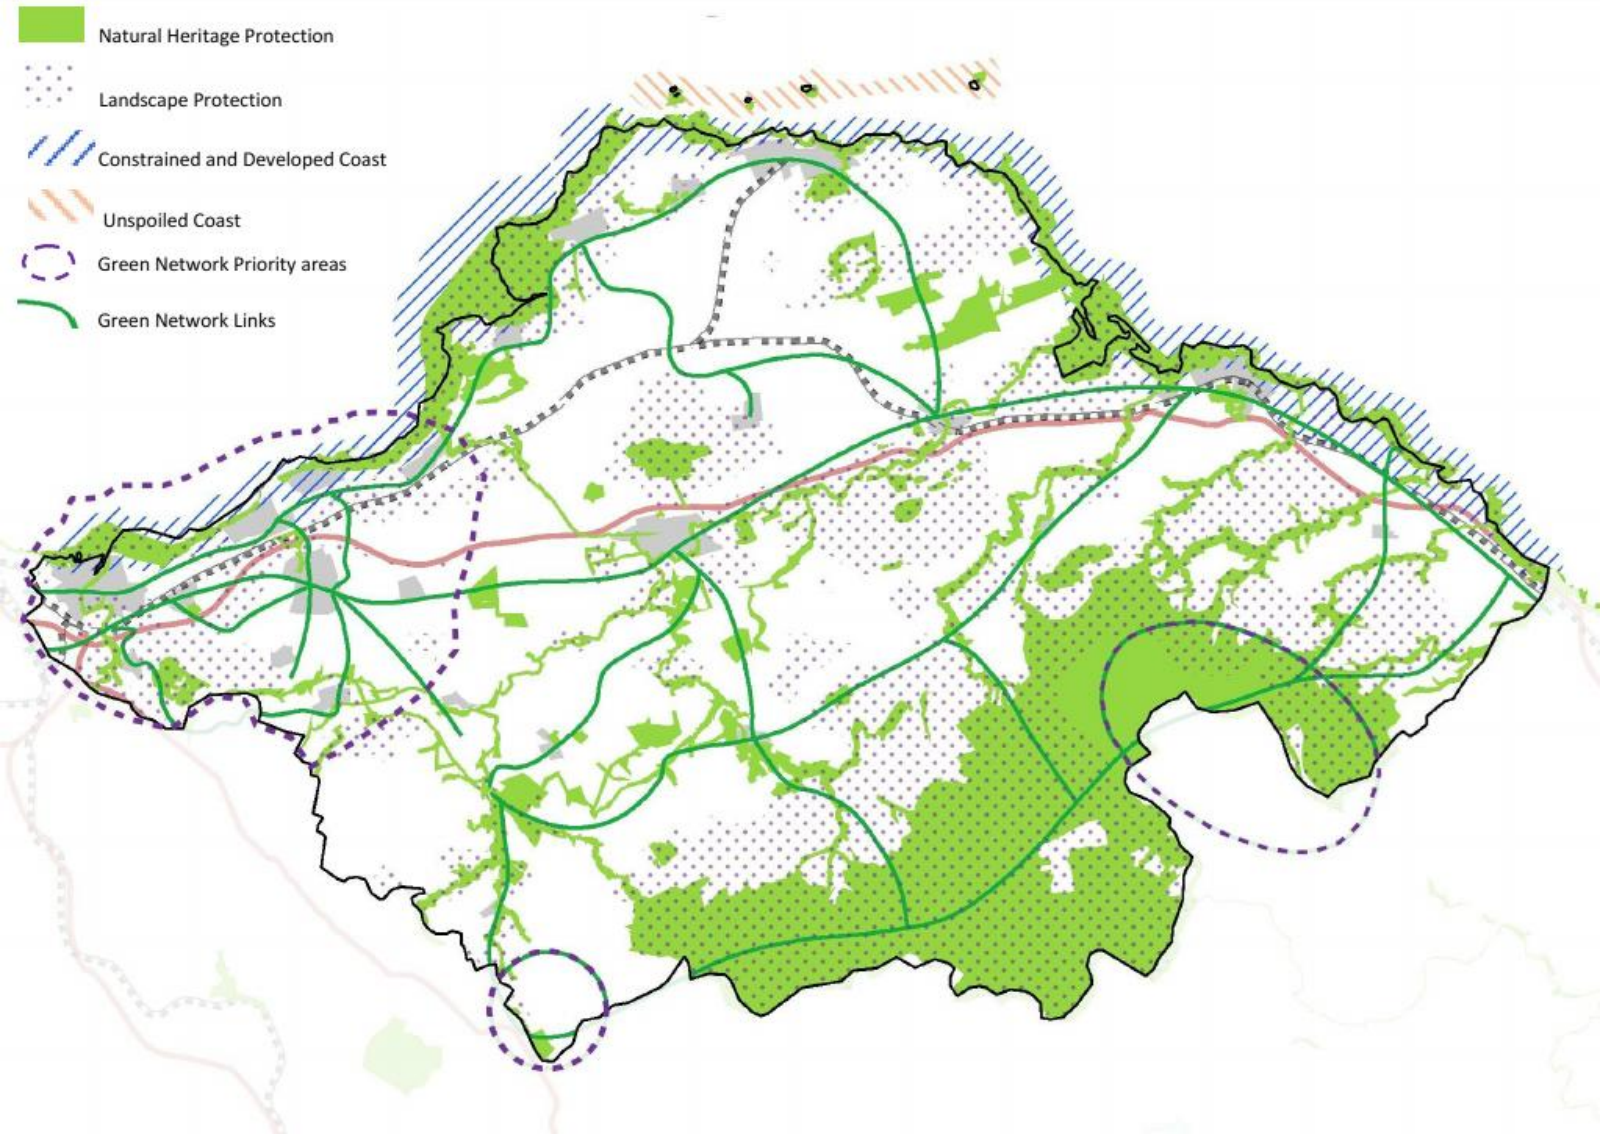 Natural Heritage Protection
Landscape Protection
Constrained and Developed Coast
Unspoiled Coast
Green Network Priority areas
Green Network Links